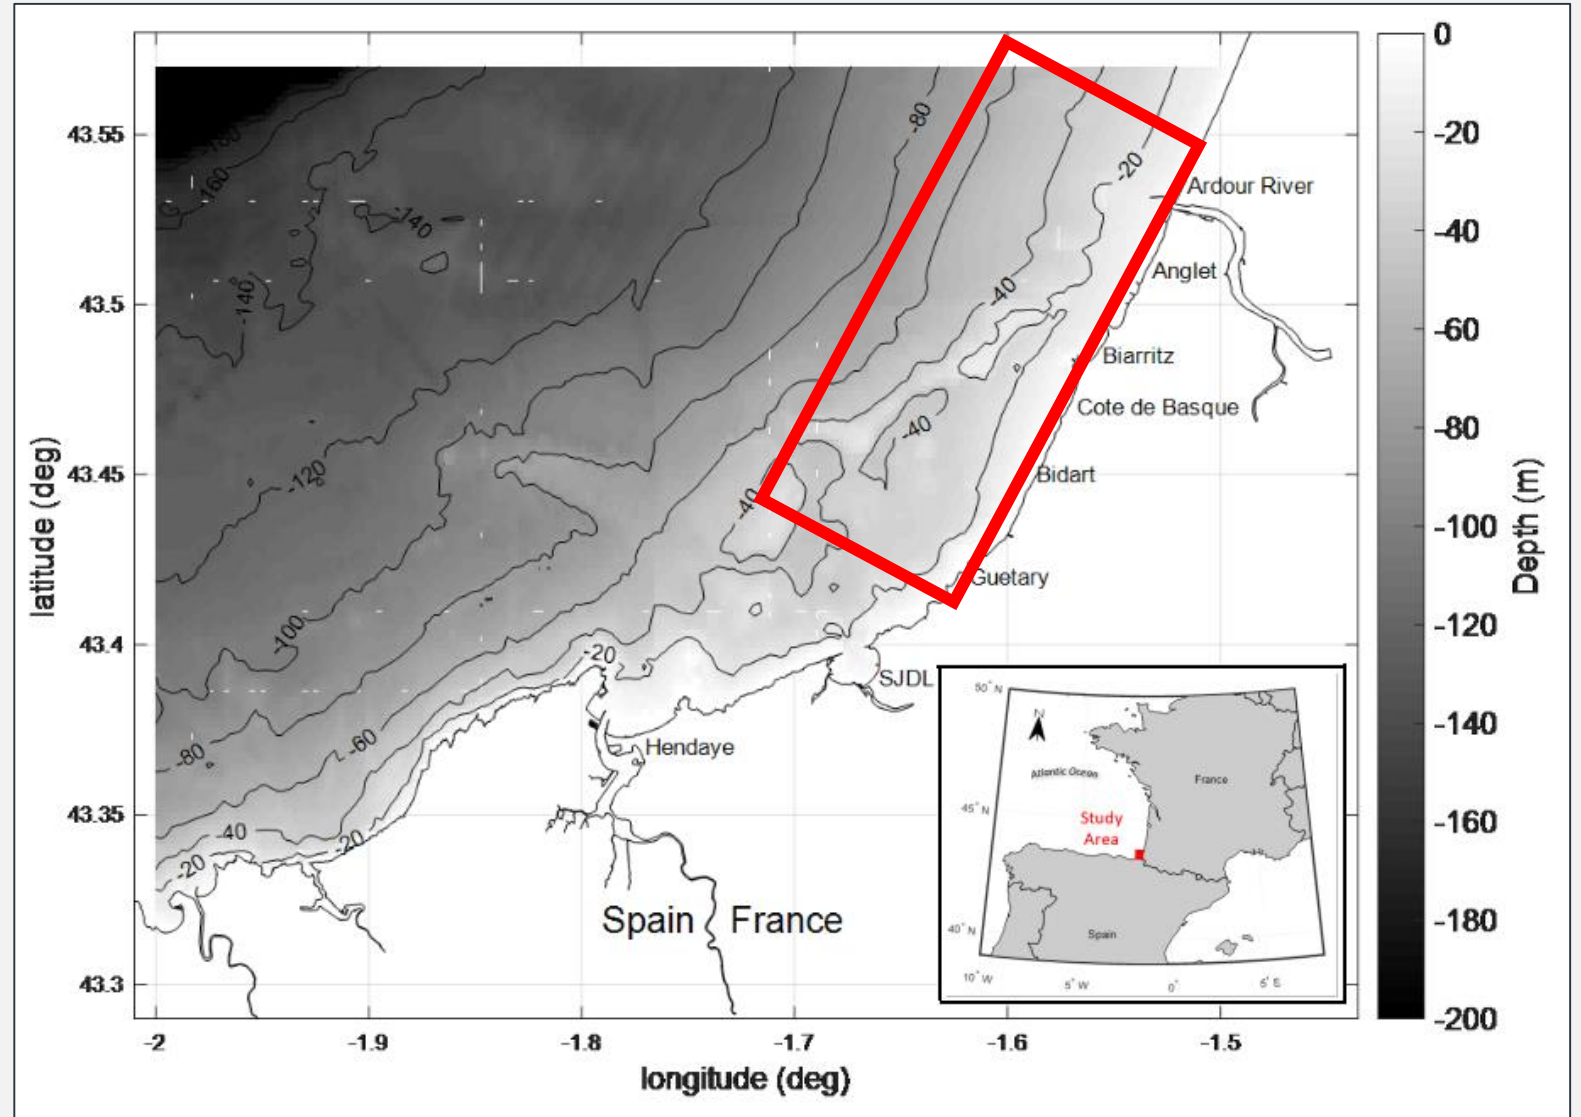 0
-20
-40
-60
-80
-100
-120
-140
-160
-180
-200
Depth (m)
43.55
43.5
43.45
43.4
43.35
43.3
latitude (deg)
-2
-1.9
-1.8
-1.7
-1.6
-1.5
longitude (deg)
-180
-160
-140
-140
-120
-100
-80
-60
-40
-20
-20
-20
-80
-20
-40
-40
-40
Ardour River
Anglet
Biarritz
Cote de Basque
Bidart
Guetary
SJDL
Hendaye
Spain
France
50° N
N
Atlantic Ocean
France
45° N
Study
Area
40° N
Spain
10° W
5° W
0°
5° E